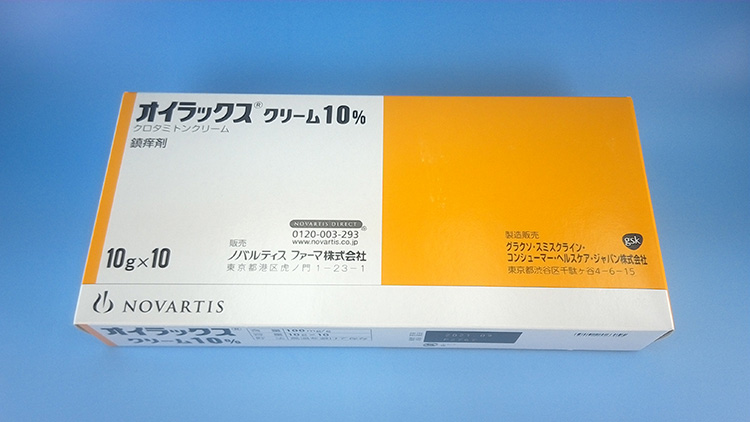 オイラックス® クリーム10%
クロタミトンクリーム
鎮痒剤
10g×10
NOVARTIS DIRECT®
0120-003-293
www.novartis.co.jp
販売
ノバルティス ファーマ株式会社
東京都港区虎ノ門1-23-1
製造販売
グラクソ・スミスクライン・
コンシューマー・ヘルスケア・ジャパン株式会社
東京都渋谷区千駄ヶ谷4-6-15
gsk
NOVARTIS
オイラックス
クリーム10%
100mg/g
10g×10